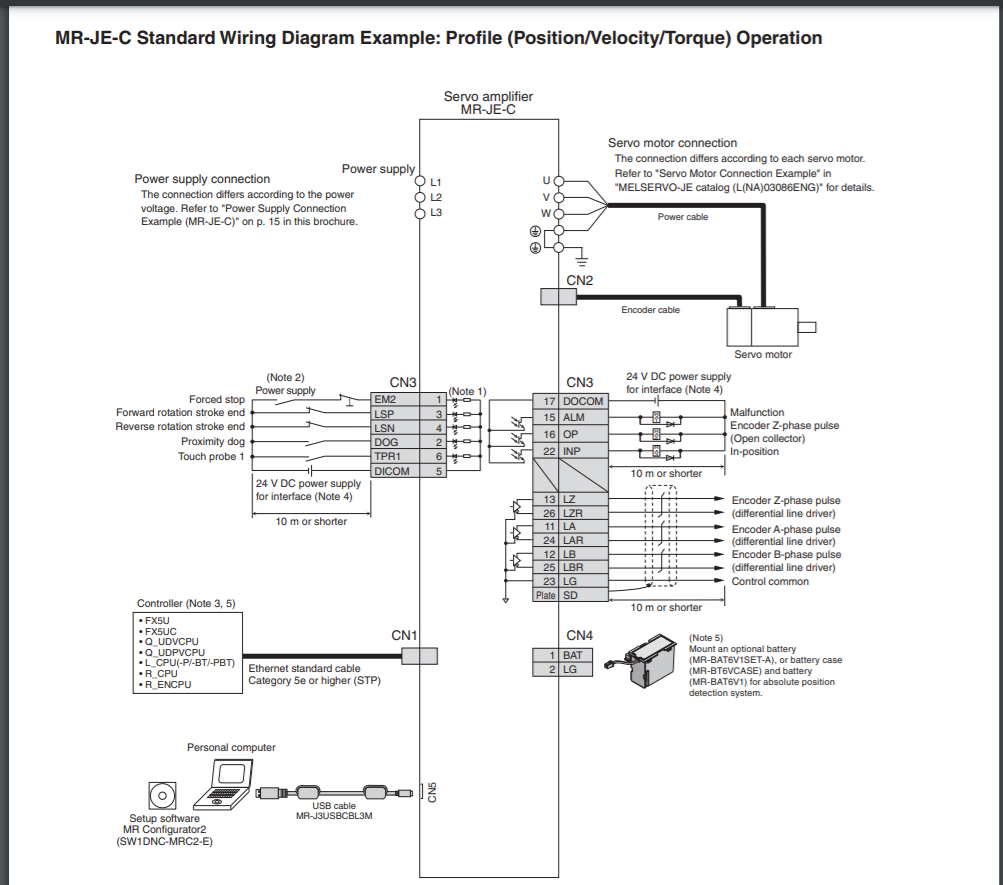 MR-JE-C Standard Wiring Diagram Example: Profile (Position/Velocity/Torque) Operation
Servo amplifier
MR-JE-C
Power supply connection
The connection differs according to the power
voltage. Refer to "Power Supply Connection
Example (MR-JE-C)" on p. 15 in this brochure.
Power supply
L1
L2
L3
U
V
W
Servo motor connection
The connection differs according to each servo motor.
Refer to "Servo Motor Connection Example" in
"MELSERVO-JE catalog (L(NA)03086ENG)" for details.
Power cable
CN2
Encoder cable
Servo motor
(Note 2)
Power supply
Forced stop
Forward rotation stroke end
Reverse rotation stroke end
Proximity dog
Touch probe 1
24 V DC power supply
for interface (Note 4)
10 m or shorter
CN3
(Note 1)
EM2 1
LSP 3
LSN 4
DOG 2
TPR1 6
DICOM 5
CN3
24 V DC power supply
for interface (Note 4)
17 DOCOM
15 ALM
16 OP
22 INP
Malfunction
Encoder Z-phase pulse
(Open collector)
In-position
10 m or shorter
13 LZ
26 LZR
11 LA
24 LAR
12 LB
25 LBR
23 LG
Plate SD
Encoder Z-phase pulse
(differential line driver)
Encoder A-phase pulse
(differential line driver)
Encoder B-phase pulse
(differential line driver)
Control common
10 m or shorter
Controller (Note 3, 5)
• FX5U
• FX5UC
• Q_UDVCPU
• Q_UDPVCPU
• L_CPU(-P/-BT/-PBT)
• R_CPU
• R_ENCPU
CN1
Ethernet standard cable
Category 5e or higher (STP)
CN4
1 BAT
2 LG
(Note 5)
Mount an optional battery
(MR-BAT6V1SET-A), or battery case
(MR-BT6VCASE) and battery
(MR-BAT6V1) for absolute position
detection system.
Personal computer
CN5
USB cable
MR-J3USBCBL3M
Setup software
MR Configurator2
(SW1DNC-MRC2-E)